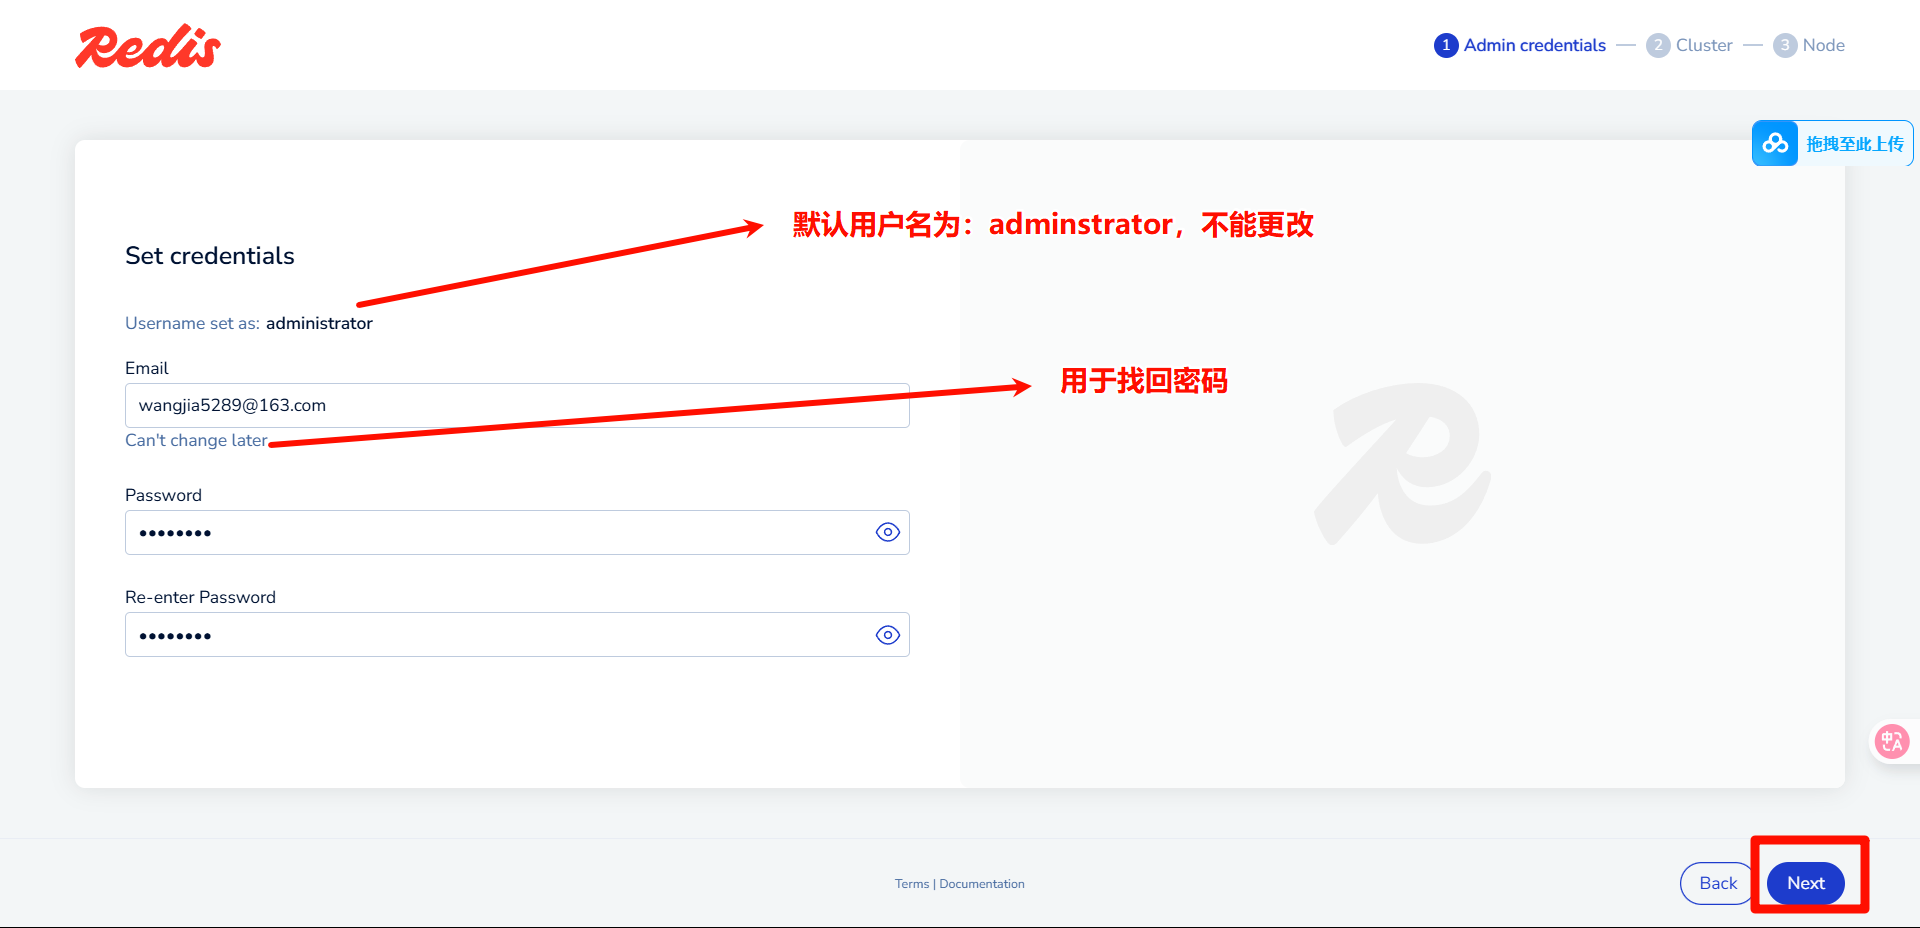 Redis
1 Admin credentials — 2 Cluster — 3 Node
拖拽至此上传
默认用户名为：adminstrator，不能更改
Set credentials
Username set as: administrator
Email
wangjia5289@163.com
用于找回密码
Can't change later
Password
••••••••
Re-enter Password
••••••••
中A
Terms | Documentation
Back
Next